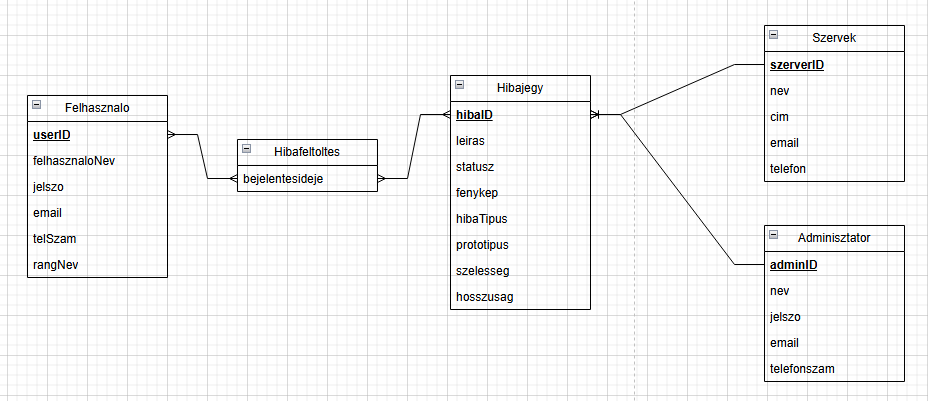 Felhasznalo
userID
felhasznaloNev
jelszo
email
telSzam
rangNev
Hibafeltoltes
bejelentesideje
Hibajegy
hibaID
leiras
statusz
fenykep
hibaTipus
prototipus
szelesseg
hosszusag
Szervek
szerverID
nev
cim
email
telefon
Adminisztator
adminID
nev
jelszo
email
telefonszam